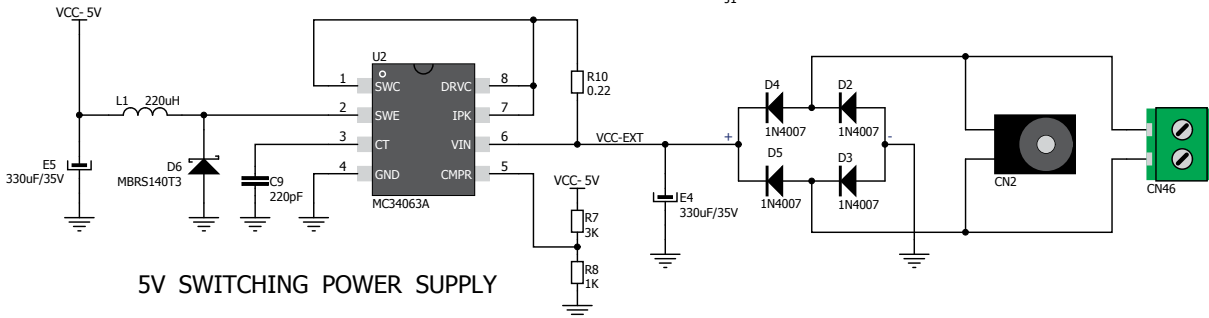 31
VCC-5V
U2
1
SWC
DRVC
8
R10
0.22
L1
220uH
2
SWE
IPK
7
D4
D2
1N4007
1N4007
3
CT
VIN
6
VCC-EXT
+
-
E5
330uF/35V
D6
MBRS140T3
C9
220pF
4
GND
CMPR
5
MC34063A
VCC-5V
D5
D3
1N4007
1N4007
CN2
CN46
E4
330uF/35V
R7
3K
R8
1K
5V SWITCHING POWER SUPPLY